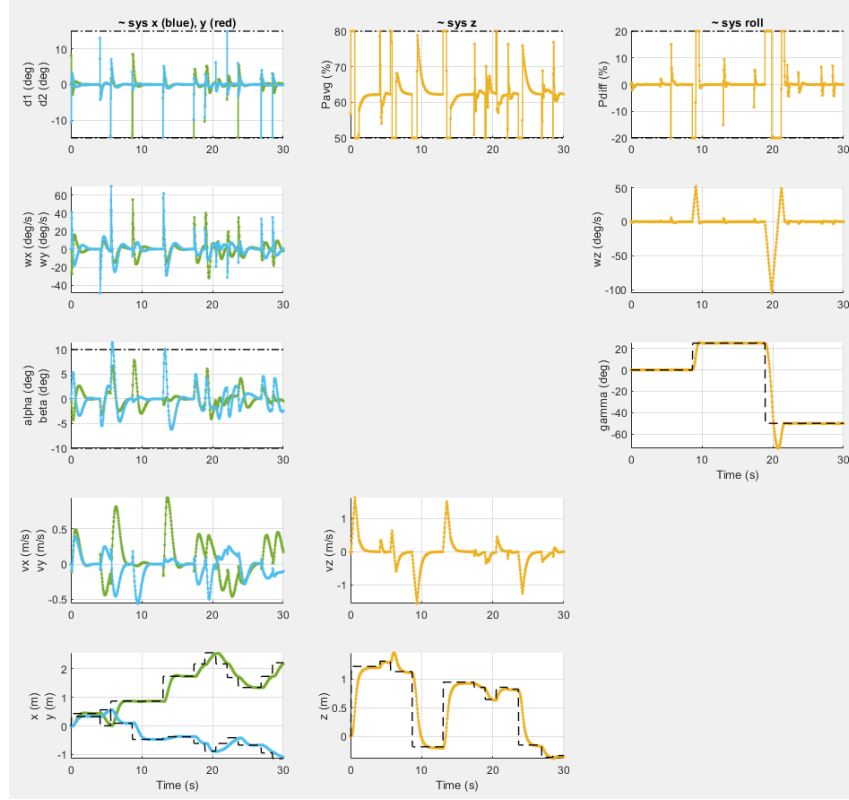 ~ sys x (blue), y (red)
~ sys z
~ sys roll
d1 (deg)
d2 (deg)
10
0
-10
0 10 20 30
Pavg (%)
80
70
60
50
0 10 20 30
Pdiff (%)
20
10
0
-10
-20
0 10 20 30
wx (deg/s)
wy (deg/s)
60
40
20
0
-20
-40
0 10 20 30
wz (deg/s)
50
0
-50
-100
0 10 20 30
alpha (deg)
beta (deg)
10
5
0
-5
-10
0 10 20 30
gamma (deg)
20
0
-20
-40
-60
0 10 20 30
Time (s)
vx (m/s)
vy (m/s)
0.5
0
-0.5
0 10 20 30
vz (m/s)
1
0
-1
0 10 20 30
x (m)
y (m)
2
1
0
-1
0 10 20 30
Time (s)
z (m)
1
0.5
0
0 10 20 30
Time (s)